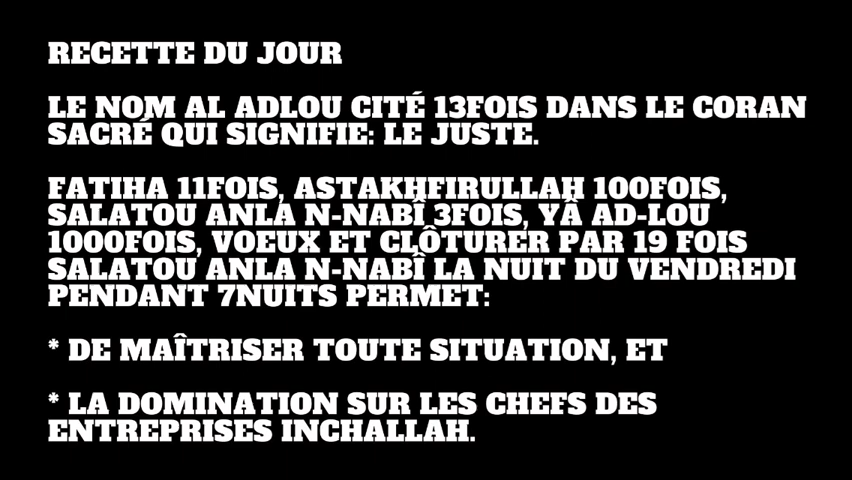 RECETTE DU JOUR
LE NOM AL ADLOU CITÉ 13FOIS DANS LE CORAN
SACRÉ QUI SIGNIFIE: LE JUSTE.
FATIHA 11FOIS, ASTAKHFIRULLAH 100FOIS,
SALATOU ANLA N-NABÎ 3FOIS, YÂ AD-LOU
1000FOIS, VOEUX ET CLÔTURER PAR 19 FOIS
SALATOU ANLA N-NABÎ LA NUIT DU VENDREDI
PENDANT 7NUITS PERMET:
* DE MAÎTRISER TOUTE SITUATION, ET
* LA DOMINATION SUR LES CHEFS DES
ENTREPRISES INCHALLAH.